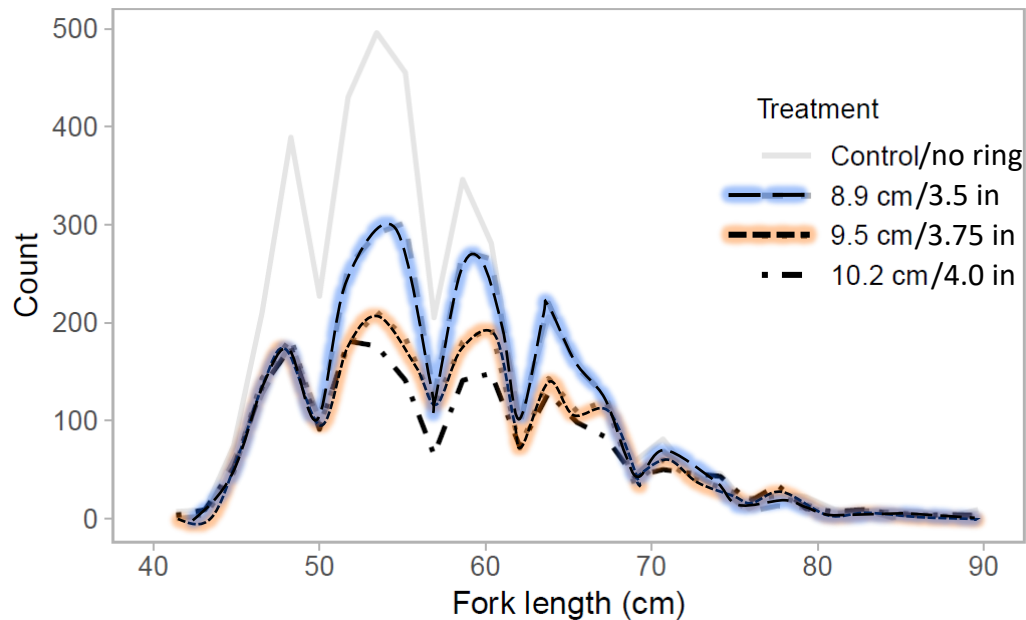 500
400
300
200
100
0
Count
40 50 60 70 80 90
Fork length (cm)
Treatment
Control/no ring
8.9 cm/3.5 in
9.5 cm/3.75 in
10.2 cm/4.0 in